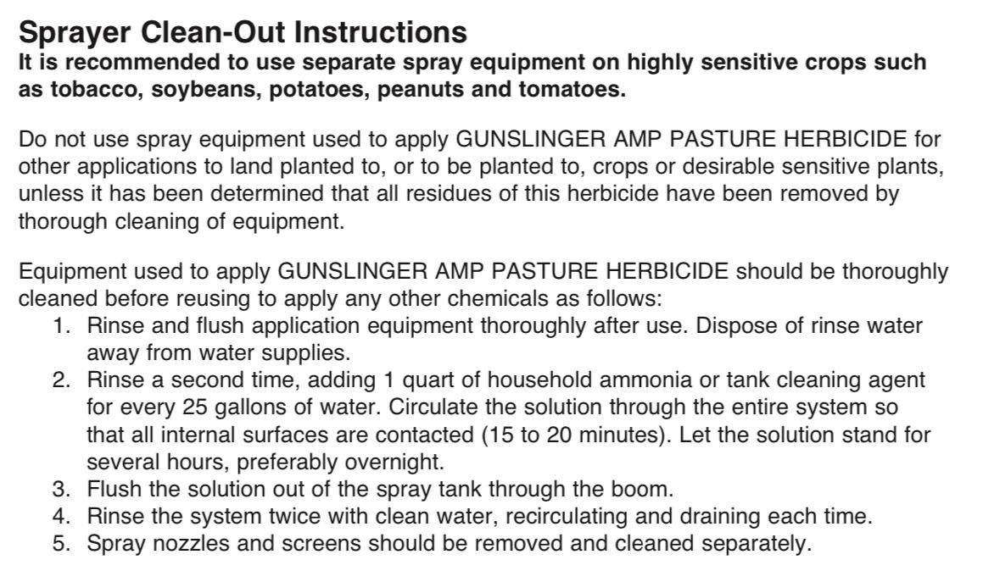 Sprayer Clean-Out Instructions
It is recommended to use separate spray equipment on highly sensitive crops such
as tobacco, soybeans, potatoes, peanuts and tomatoes.
Do not use spray equipment used to apply GUNSLINGER AMP PASTURE HERBICIDE for
other applications to land planted to, or to be planted to, crops or desirable sensitive plants,
unless it has been determined that all residues of this herbicide have been removed by
thorough cleaning of equipment.
Equipment used to apply GUNSLINGER AMP PASTURE HERBICIDE should be thoroughly
cleaned before reusing to apply any other chemicals as follows:
1. Rinse and flush application equipment thoroughly after use. Dispose of rinse water
away from water supplies.
2. Rinse a second time, adding 1 quart of household ammonia or tank cleaning agent
for every 25 gallons of water. Circulate the solution through the entire system so
that all internal surfaces are contacted (15 to 20 minutes). Let the solution stand for
several hours, preferably overnight.
3. Flush the solution out of the spray tank through the boom.
4. Rinse the system twice with clean water, recirculating and draining each time.
5. Spray nozzles and screens should be removed and cleaned separately.